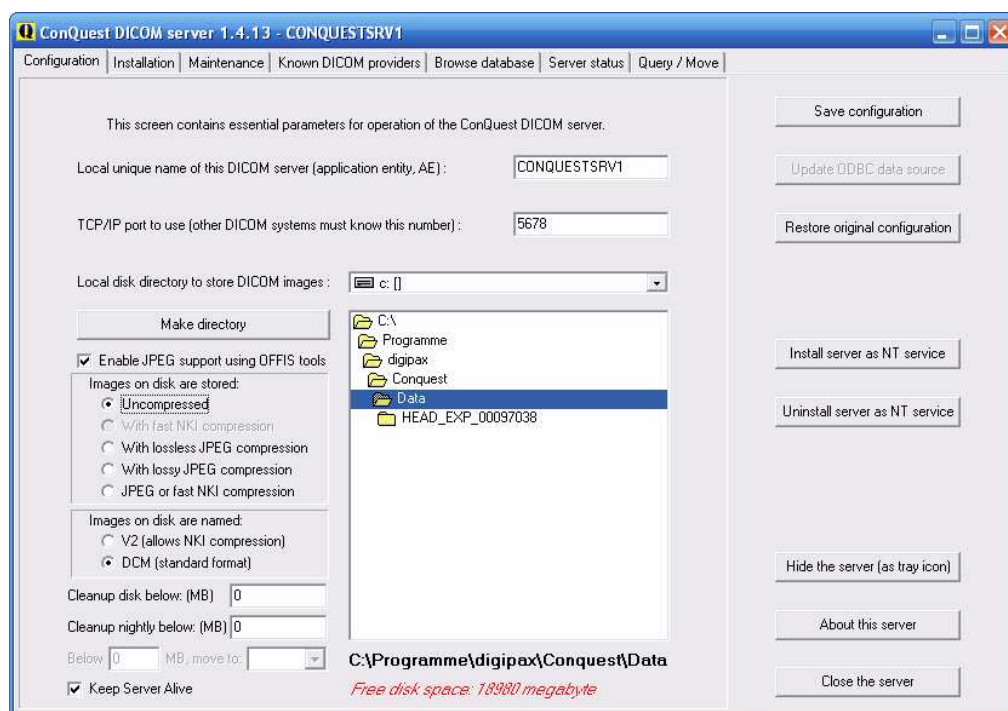 ConQuest DICOM server 1.4.13 - CONQUESTSRV1
Configuration Installation Maintenance Known DICOM providers Browse database Server status Query / Move
This screen contains essential parameters for operation of the ConQuest DICOM server.
Local unique name of this DICOM server (application entity, AE) : CONQUESTSRV1
TCP/IP port to use (other DICOM systems must know this number) : 5678
Local disk directory to store DICOM images : c: []
Make directory
Enable JPEG support using OFFIS tools
Images on disk are stored:
Uncompressed
With fast NKI compression
With lossless JPEG compression
With lossy JPEG compression
JPEG or fast NKI compression
Images on disk are named:
V2 (allows NKI compression)
DCM (standard format)
Cleanup disk below: (MB) 0
Cleanup nightly below: (MB) 0
Below 0 MB, move to:
Keep Server Alive
C:\
Programme
digipax
Conquest
Data
HEAD_EXP_00097038
C:\Programme\digipax\Conquest\Data
Free disk space: 18980 megabyte
Save configuration
Update ODBC data source
Restore original configuration
Install server as NT service
Uninstall server as NT service
Hide the server (as tray icon)
About this server
Close the server